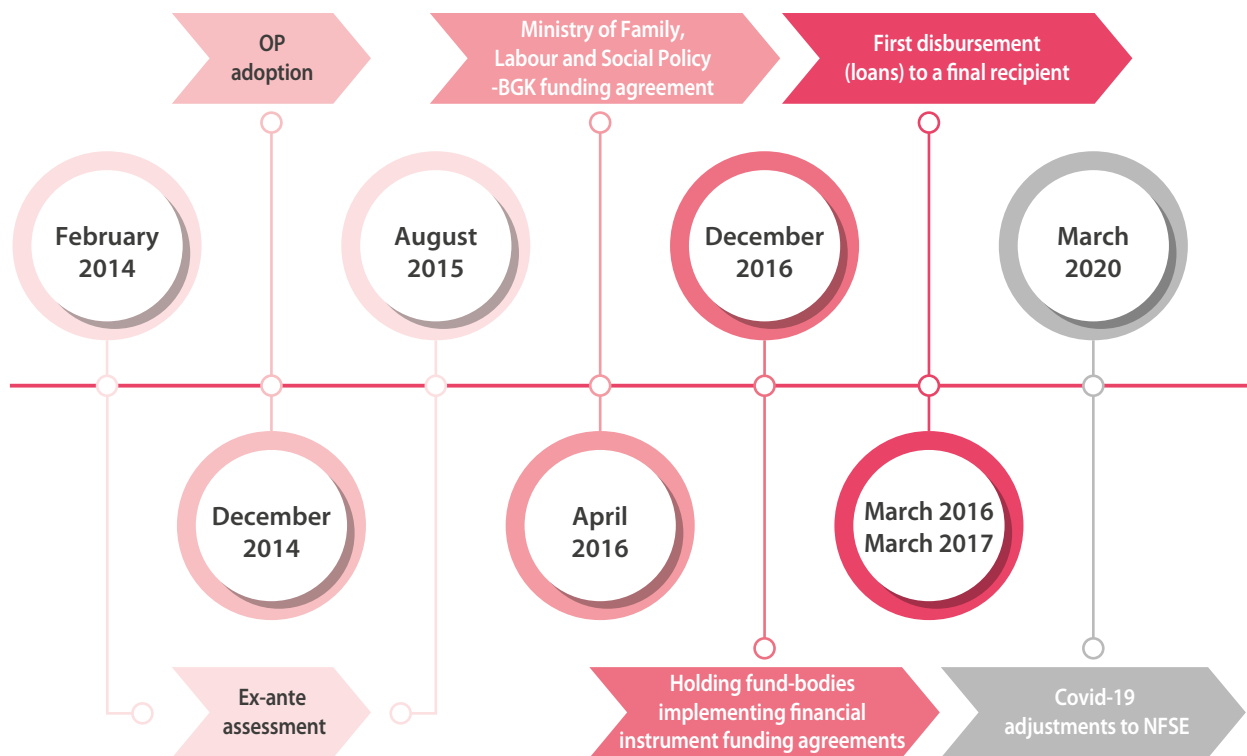 OP
adoption
Ministry of Family,
Labour and Social Policy
-BGK funding agreement
First disbursement
(loans) to a final recipient
February
2014
August
2015
December
2016
March
2020
December
2014
April
2016
March 2016
March 2017
Ex-ante
assessment
Holding fund-bodies
implementing financial
instrument funding agreements
Covid-19
adjustments to NFSE